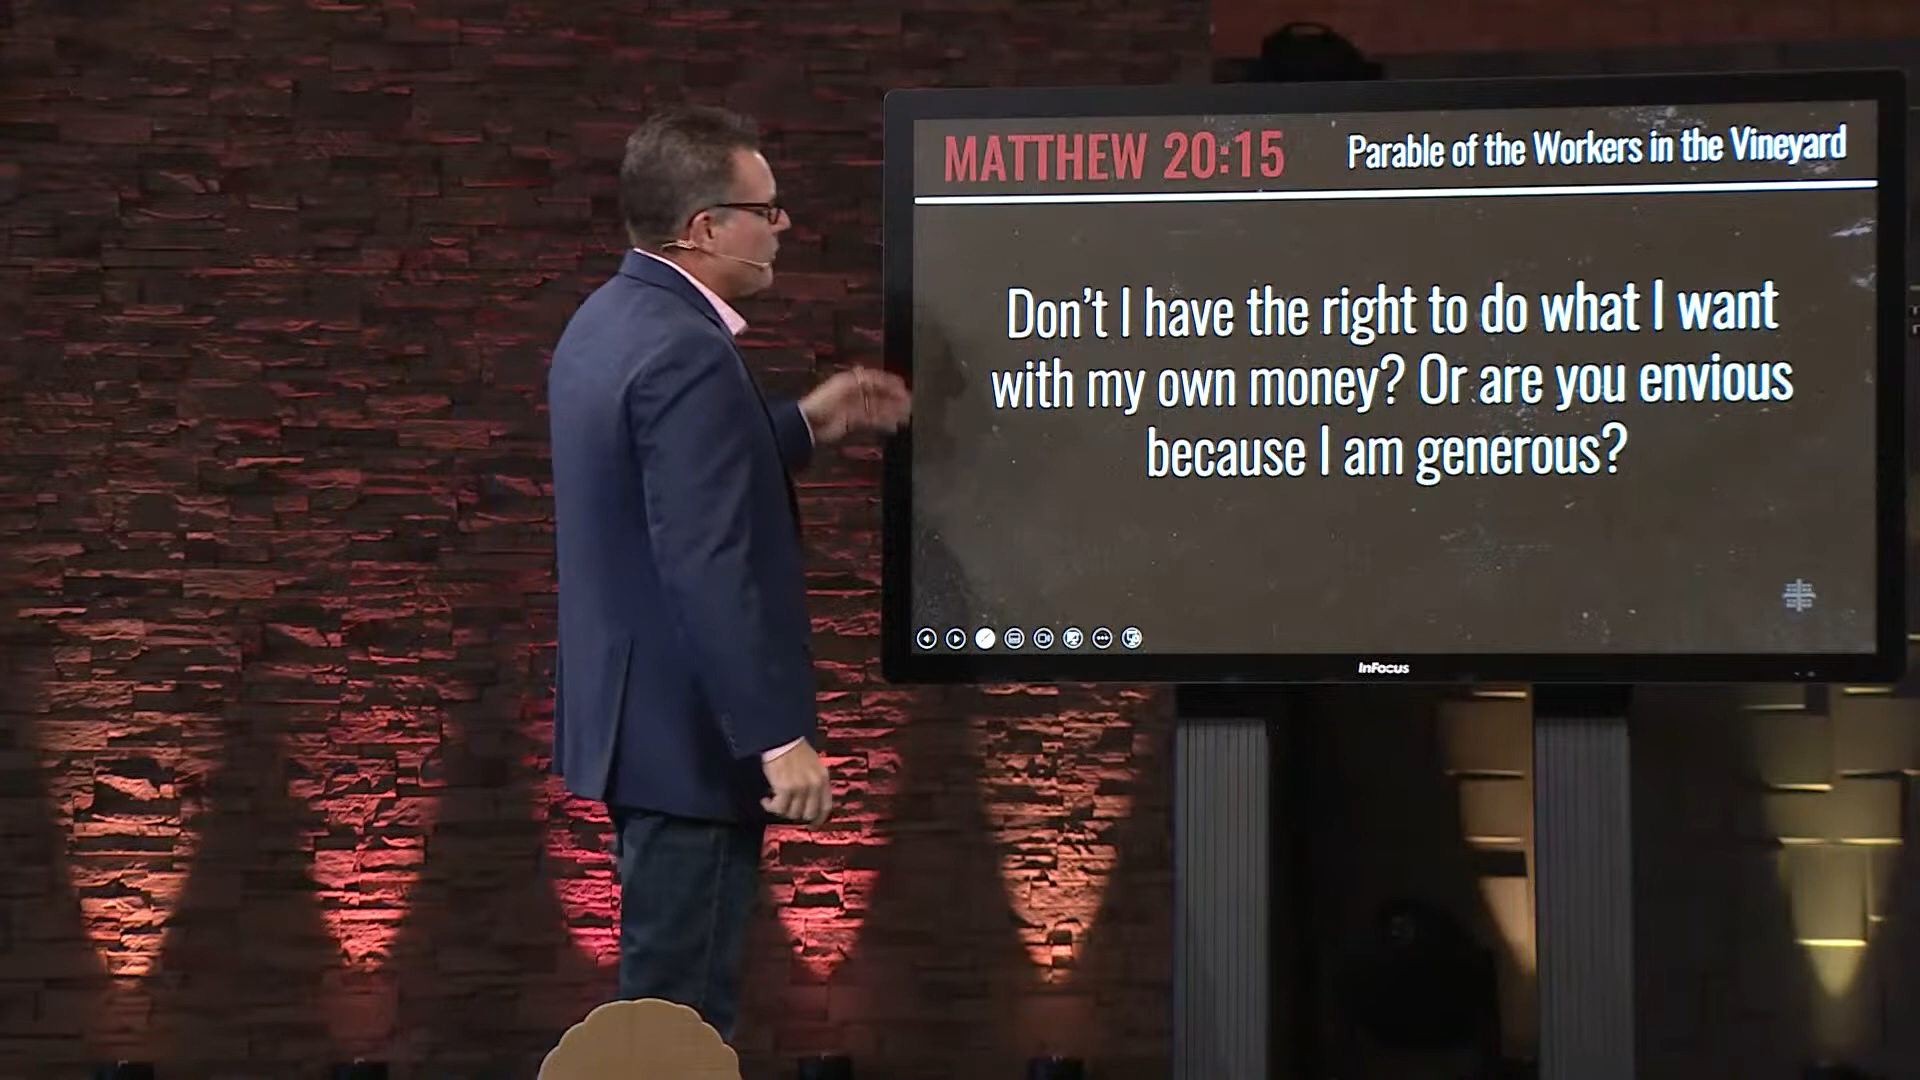 MATTHEW 20:15 Parable of the Workers in the Vineyard
Don't I have the right to do what I want
with my own money? Or are you envious
because I am generous?
InFocus